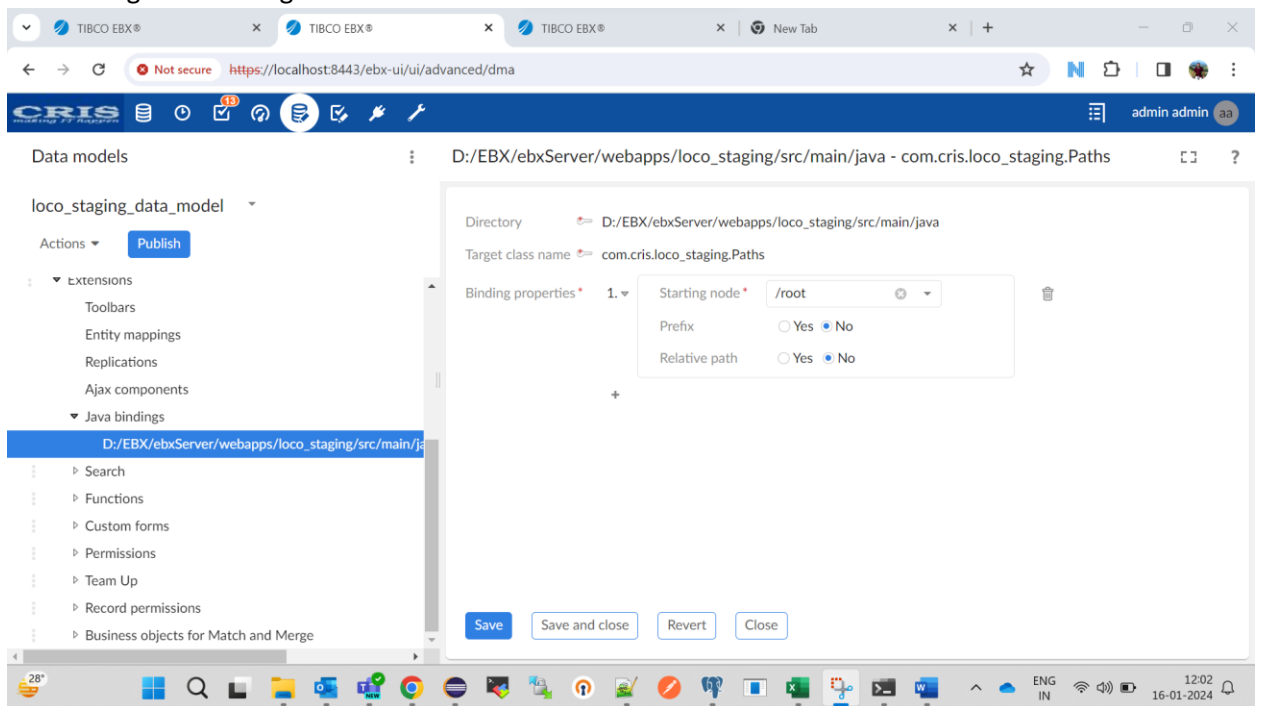 TIBCO EBX®
TIBCO EBX®
TIBCO EBX®
New Tab
Not secure https://localhost:8443/ebx-ui/ui/advanced/dma
CRIS
making IT happen
13
admin admin aa
Data models
D:/EBX/ebxServer/webapps/loco_staging/src/main/java - com.cris.loco_staging.Paths
?
loco_staging_data_model
Actions
Publish
Extensions
Toolbars
Entity mappings
Replications
Ajax components
Java bindings
D:/EBX/ebxServer/webapps/loco_staging/src/main/ja
Search
Functions
Custom forms
Permissions
Team Up
Record permissions
Business objects for Match and Merge
Directory D:/EBX/ebxServer/webapps/loco_staging/src/main/java
Target class name com.cris.loco_staging.Paths
Binding properties* 1. Starting node* /root
Prefix Yes No
Relative path Yes No
+
Save Save and close Revert Close
28°
NEW
ENG
IN
12:02
16-01-2024